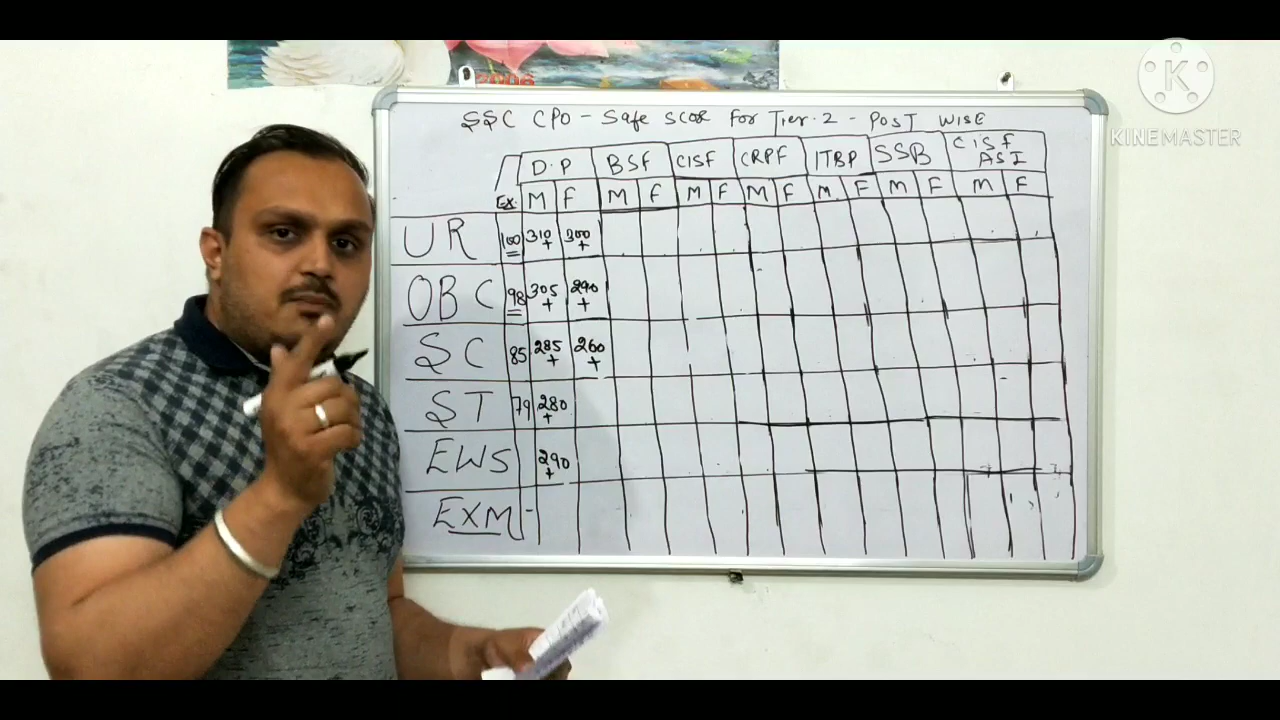 2006
K
KINEMASTER
SSC CPO - Safe Scor For Tier.2 - POST WISE
D.P BSF CISF CRPF ITBP SSB CISF ASI
EX. M F M F M F M F M F M F M F
UR 100 310+ 300+
OBC 98 305+ 290+
SC 85 285+ 260+
ST 79 280+
EWS 290+
EXM -